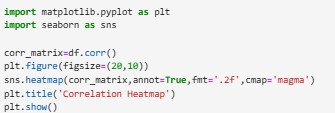 import matplotlib.pyplot as plt
import seaborn as sns
corr_matrix=df.corr()
plt.figure(figsize=(20,10))
sns.heatmap(corr_matrix,annot=True,fmt='.2f',cmap='magma')
plt.title('Correlation Heatmap')
plt.show()